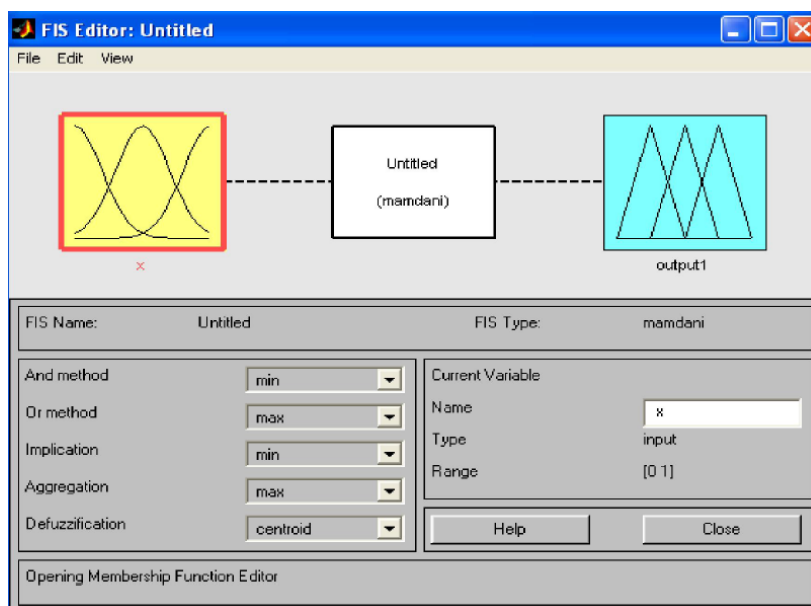 FIS Editor: Untitled
File Edit View
Untitled
(mamdani)
x
output1
FIS Name: Untitled FIS Type: mamdani
And method min
Or method max
Implication min
Aggregation max
Defuzzification centroid
Current Variable
Name x
Type input
Range [0 1]
Help Close
Opening Membership Function Editor